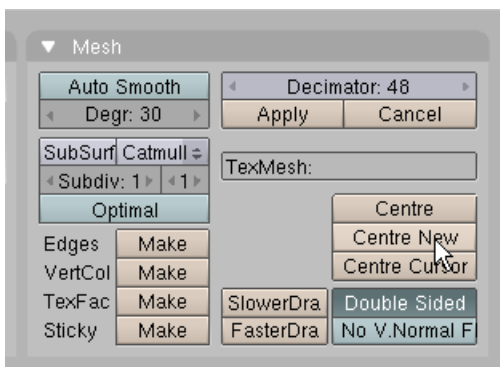 Mesh
Auto Smooth
Degr: 30
Decimator: 48
Apply Cancel
SubSurf Catmull
Subdiv: 1 1
Optimal
TexMesh:
Centre
Centre New
Centre Cursor
Edges Make
VertCol Make
TexFac Make
Sticky Make
SlowerDra
FasterDra
Double Sided
No V.Normal Fl